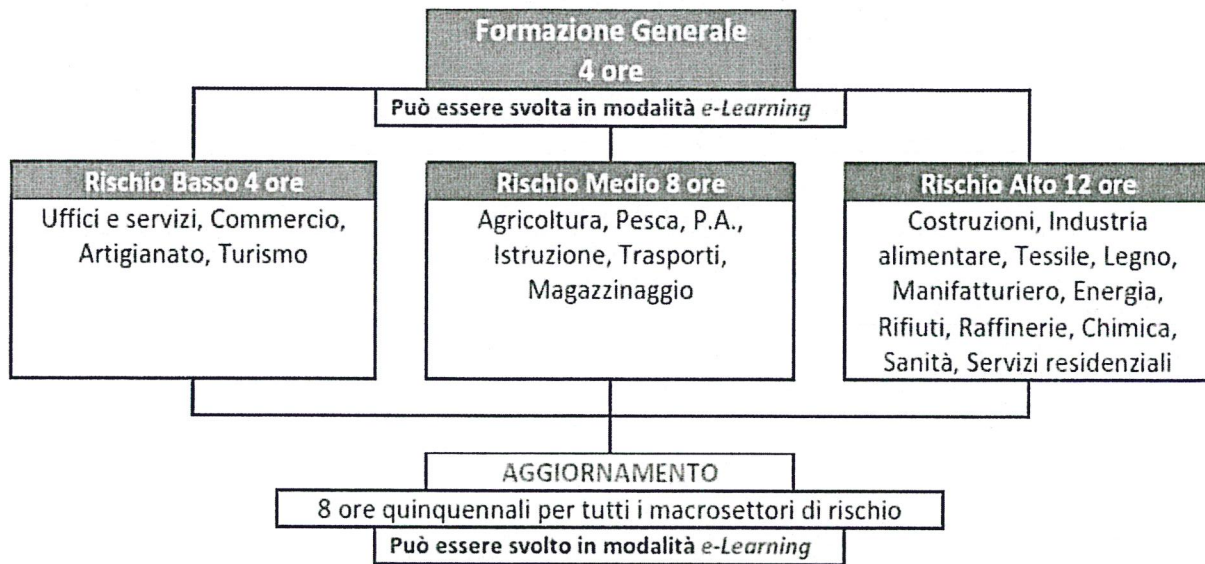 Formazione Generale
4 ore
Può essere svolta in modalità e-Learning
Rischio Basso 4 ore
Uffici e servizi, Commercio,
Artigianato, Turismo
Rischio Medio 8 ore
Agricoltura, Pesca, P.A.,
Istruzione, Trasporti,
Magazzinaggio
Rischio Alto 12 ore
Costruzioni, Industria
alimentare, Tessile, Legno,
Manifatturiero, Energia,
Rifiuti, Raffinerie, Chimica,
Sanità, Servizi residenziali
AGGIORNAMENTO
8 ore quinquennali per tutti i macrosettori di rischio
Può essere svolto in modalità e-Learning